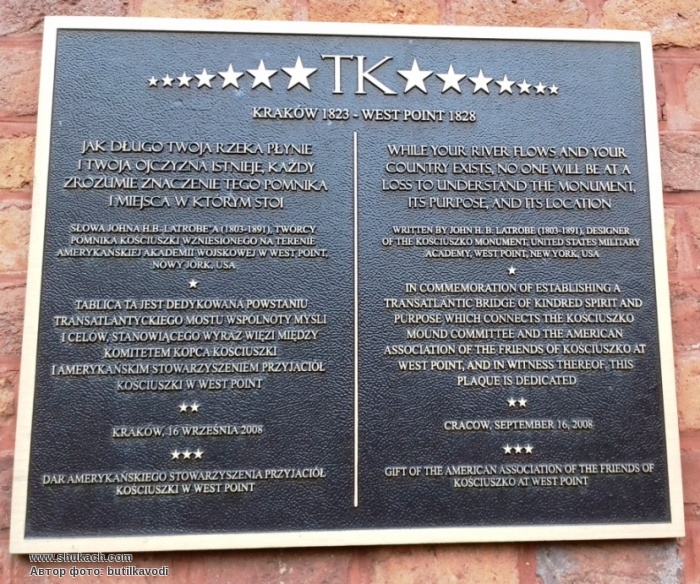 TK
KRAKÓW 1823 - WEST POINT 1828
JAK DŁUGO TWOJA RZEKA PŁYNIE
I TWOJA OJCZYZNA ISTNIEJE, KAŻDY
ZROZUMIE ZNACZENIE TEGO POMNIKA
I MIEJSCA W KTÓRYM STOI
SŁOWA JOHNA H.B. LATROBE'A (1803-1891), TWÓRCY
POMNIKA KOŚCIUSZKI WZNIESIONEGO NA TERENIE
AMERYKAŃSKIEJ AKADEMII WOJSKOWEJ W WEST POINT,
NOWY JORK, USA
TABLICA TA JEST DEDYKOWANA POWSTANIU
TRANSATLANTYCKIEGO MOSTU WSPÓLNOTY MYŚLI
I CELÓW, STANOWIĄCEGO WYRAZ WIĘZI MIĘDZY
KOMITETEM KOPCA KOŚCIUSZKI
I AMERYKAŃSKIM STOWARZYSZENIEM PRZYJACIÓŁ
KOŚCIUSZKI W WEST POINT
KRAKÓW, 16 WRZEŚNIA 2008
DAR AMERYKAŃSKIEGO STOWARZYSZENIA PRZYJACIÓŁ
KOŚCIUSZKI W WEST POINT
WHILE YOUR RIVER FLOWS AND YOUR
COUNTRY EXISTS, NO ONE WILL BE AT A
LOSS TO UNDERSTAND THE MONUMENT,
ITS PURPOSE, AND ITS LOCATION
WRITTEN BY JOHN H. B. LATROBE (1803-1891), DESIGNER
OF THE KOŚCIUSZKO MONUMENT, UNITED STATES MILITARY
ACADEMY, WEST POINT, NEW YORK, USA
IN COMMEMORATION OF ESTABLISHING A
TRANSATLANTIC BRIDGE OF KINDRED SPIRIT AND
PURPOSE WHICH CONNECTS THE KOŚCIUSZKO
MOUND COMMITTEE AND THE AMERICAN
ASSOCIATION OF THE FRIENDS OF KOŚCIUSZKO AT
WEST POINT, AND IN WITNESS THEREOF, THIS
PLAQUE IS DEDICATED
CRACOW, SEPTEMBER 16, 2008
GIFT OF THE AMERICAN ASSOCIATION OF THE FRIENDS OF
KOŚCIUSZKO AT WEST POINT
www.shukach.com
Автор фото: butilkavodi